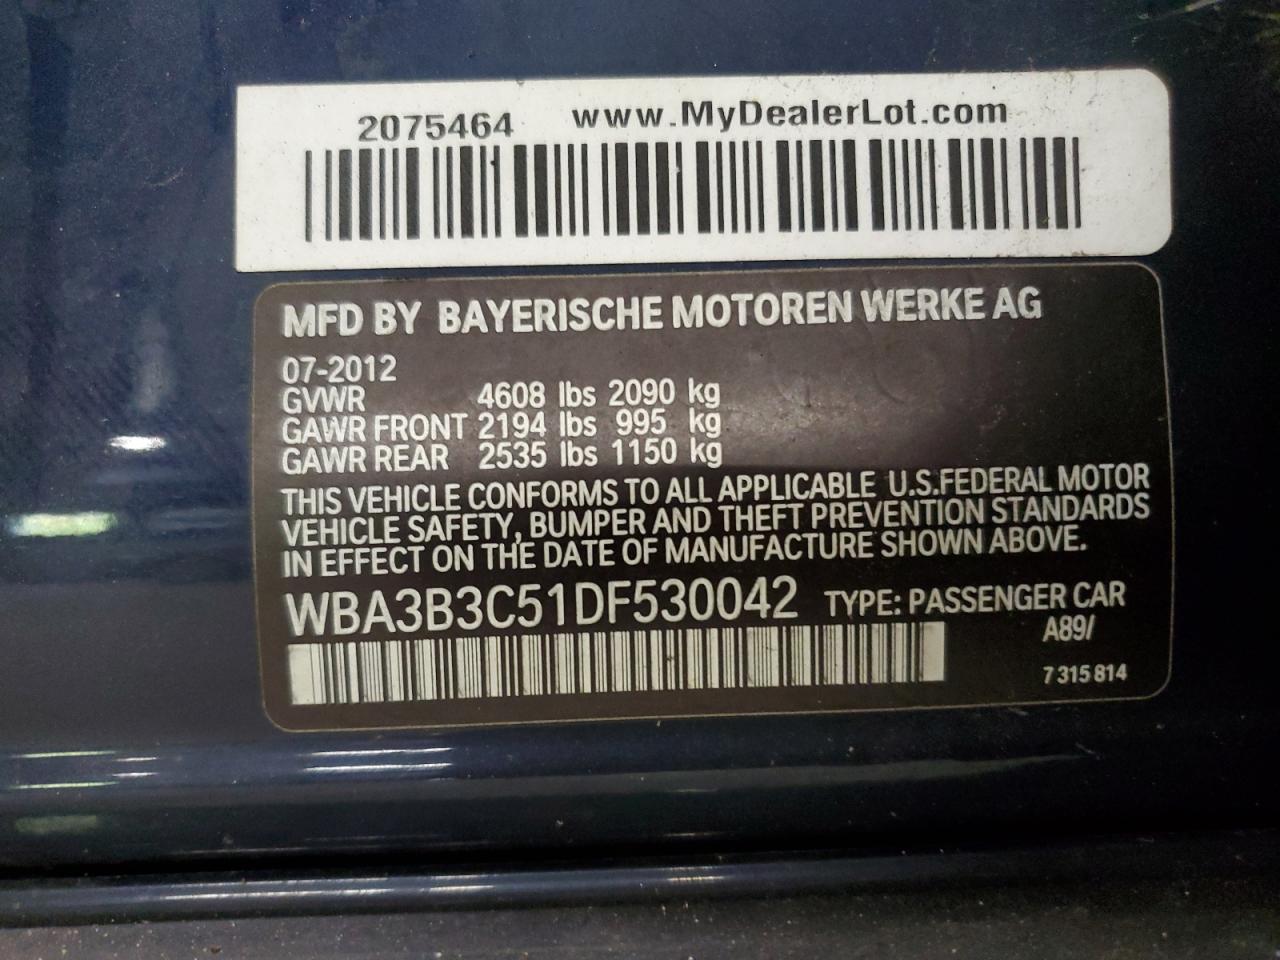 2075464 www.MyDealerLot.com
MFD BY BAYERISCHE MOTOREN WERKE AG
07-2012
GVWR 4608 lbs 2090 kg
GAWR FRONT 2194 lbs 995 kg
GAWR REAR 2535 lbs 1150 kg
THIS VEHICLE CONFORMS TO ALL APPLICABLE U.S.FEDERAL MOTOR
VEHICLE SAFETY, BUMPER AND THEFT PREVENTION STANDARDS
IN EFFECT ON THE DATE OF MANUFACTURE SHOWN ABOVE.
WBA3B3C51DF530042 TYPE: PASSENGER CAR
A89/
7 315 814